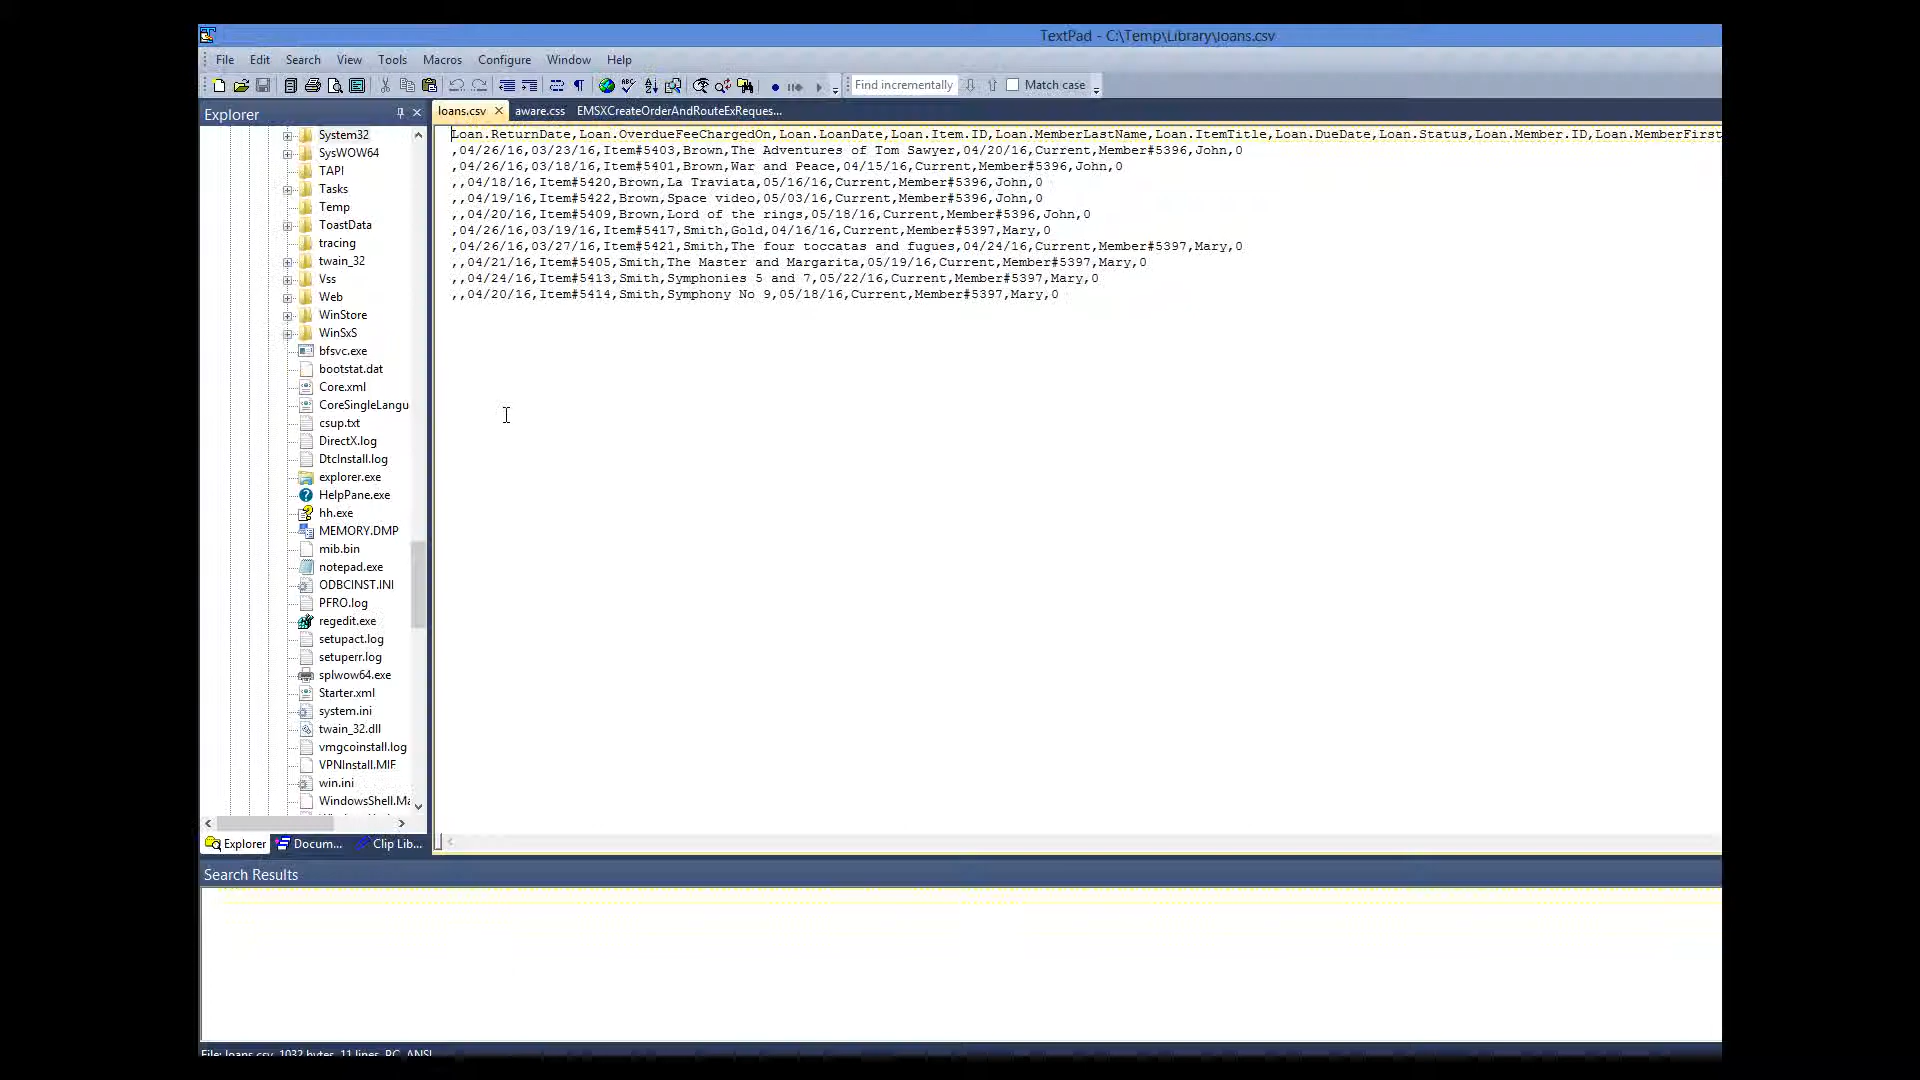 TextPad - C:\Temp\Library\loans.csv
File Edit Search View Tools Macros Configure Window Help
Find incrementally Match case
Explorer
loans.csv aware.css EMSXCreateOrderAndRouteExReques...
System32
SysWOW64
TAPI
Tasks
Temp
ToastData
tracing
twain_32
Vss
Web
WinStore
WinSxS
bfsvc.exe
bootstat.dat
Core.xml
CoreSingleLangu
csup.txt
DirectX.log
DtcInstall.log
explorer.exe
HelpPane.exe
hh.exe
MEMORY.DMP
mib.bin
notepad.exe
ODBCINST.INI
PFRO.log
regedit.exe
setupact.log
setuperr.log
splwow64.exe
Starter.xml
system.ini
twain_32.dll
vmgcoinstall.log
VPNInstall.MIF
win.ini
WindowsShell.Ma
Loan.ReturnDate,Loan.OverdueFeeChargedOn,Loan.LoanDate,Loan.Item.ID,Loan.MemberLastName,Loan.ItemTitle,Loan.DueDate,Loan.Status,Loan.Member.ID,Loan.MemberFirst
,04/26/16,03/23/16,Item#5403,Brown,The Adventures of Tom Sawyer,04/20/16,Current,Member#5396,John,0
,04/26/16,03/18/16,Item#5401,Brown,War and Peace,04/15/16,Current,Member#5396,John,0
,,04/18/16,Item#5420,Brown,La Traviata,05/16/16,Current,Member#5396,John,0
,,04/19/16,Item#5422,Brown,Space video,05/03/16,Current,Member#5396,John,0
,,04/20/16,Item#5409,Brown,Lord of the rings,05/18/16,Current,Member#5396,John,0
,04/26/16,03/19/16,Item#5417,Smith,Gold,04/16/16,Current,Member#5397,Mary,0
,04/26/16,03/27/16,Item#5421,Smith,The four toccatas and fugues,04/24/16,Current,Member#5397,Mary,0
,,04/21/16,Item#5405,Smith,The Master and Margarita,05/19/16,Current,Member#5397,Mary,0
,,04/24/16,Item#5413,Smith,Symphonies 5 and 7,05/22/16,Current,Member#5397,Mary,0
,,04/20/16,Item#5414,Smith,Symphony No 9,05/18/16,Current,Member#5397,Mary,0
Explorer Docum... Clip Lib...
Search Results
File: loans.csv, 1032 bytes, 11 lines, PC, ANSI